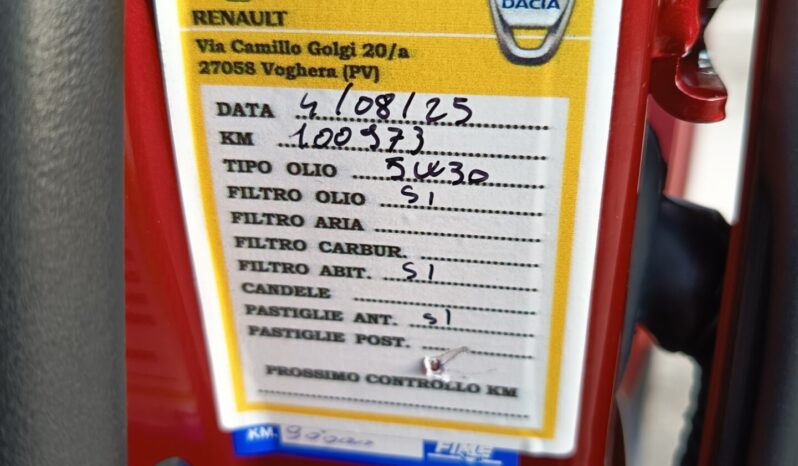 RENAULT
DACIA
Via Camillo Golgi 20/a
27058 Voghera (PV)
DATA 4/08/25
KM 100973
TIPO OLIO 5W30
FILTRO OLIO SI
FILTRO ARIA
FILTRO CARBUR.
FILTRO ABIT. SI
CANDELE
PASTIGLIE ANT. SI
PASTIGLIE POST.
PROSSIMO CONTROLLO KM
KM.